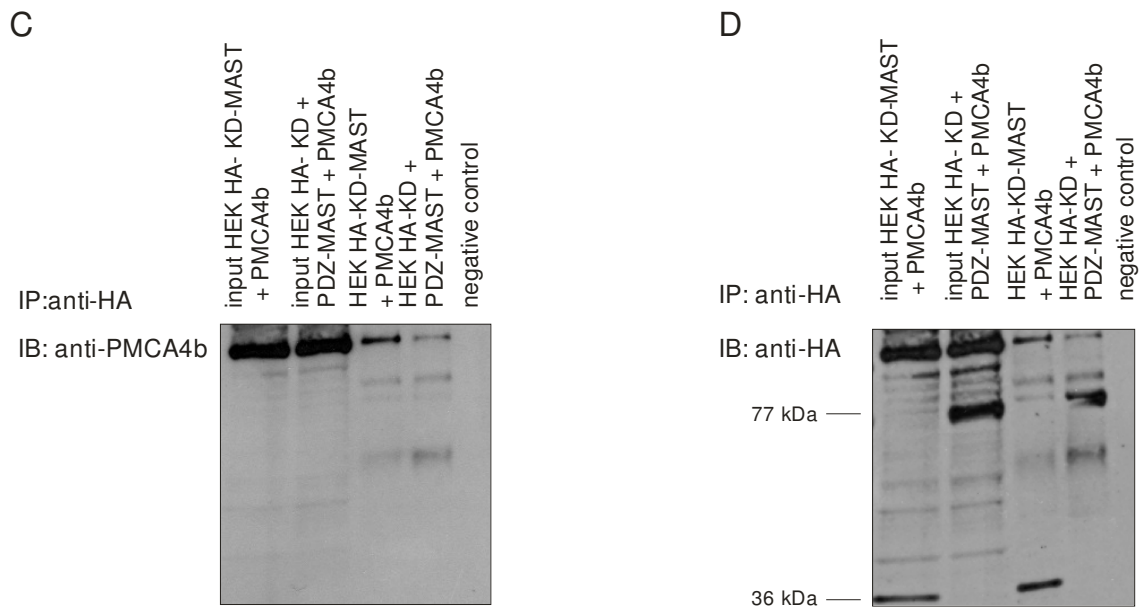 C
input HEK HA- KD-MAST
+ PMCA4b
input HEK HA- KD +
PDZ-MAST + PMCA4b
HEK HA-KD-MAST
+ PMCA4b
HEK HA-KD +
PDZ-MAST + PMCA4b
negative control
IP:anti-HA
IB: anti-PMCA4b
D
input HEK HA- KD-MAST
+ PMCA4b
input HEK HA- KD +
PDZ-MAST + PMCA4b
HEK HA-KD-MAST
+ PMCA4b
HEK HA-KD +
PDZ-MAST + PMCA4b
negative control
IP: anti-HA
IB: anti-HA
77 kDa
36 kDa